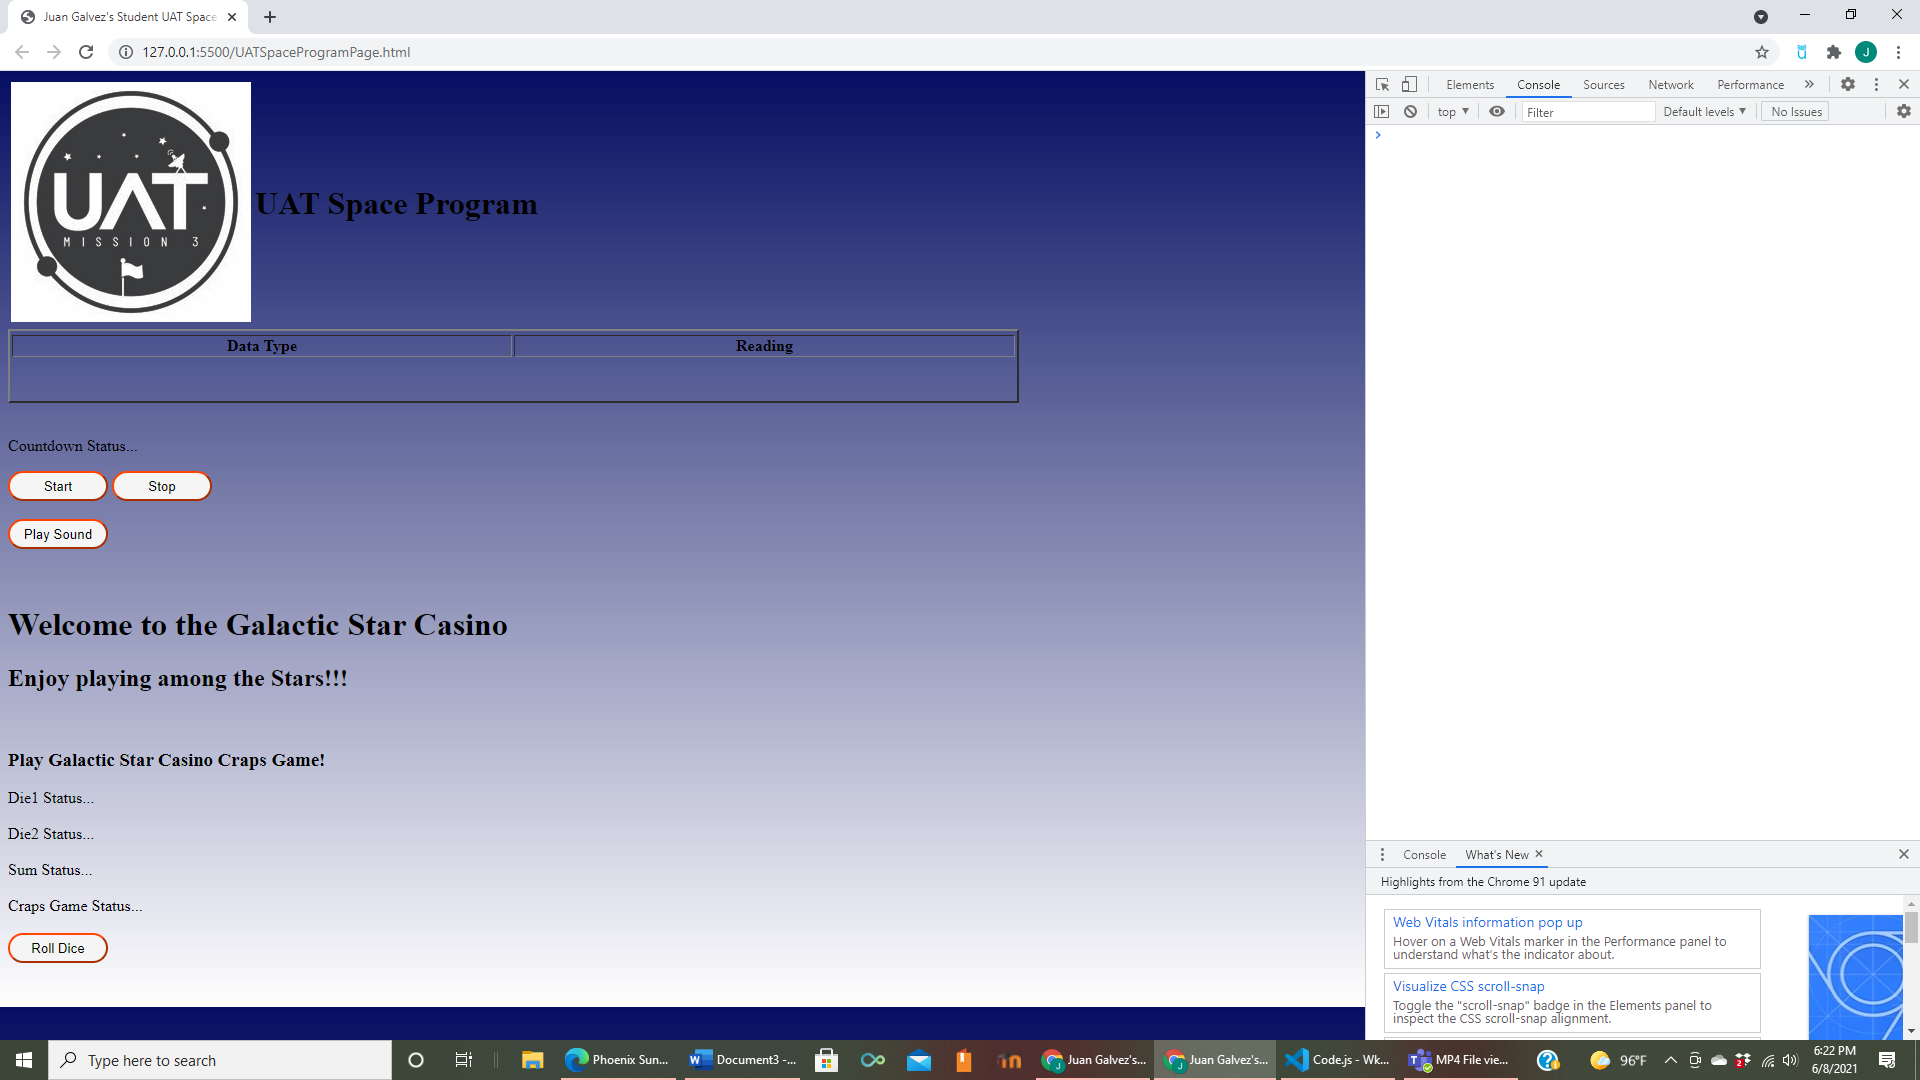 Juan Galvez's Student UAT Space
127.0.0.1:5500/UATSpaceProgramPage.html
J
UAT
MISSION 3
UAT Space Program
Data Type Reading
Countdown Status...
Start Stop
Play Sound
Welcome to the Galactic Star Casino
Enjoy playing among the Stars!!!
Play Galactic Star Casino Craps Game!
Die1 Status...
Die2 Status...
Sum Status...
Craps Game Status...
Roll Dice
Elements Console Sources Network Performance
top Filter Default levels No Issues
Console What's New
Highlights from the Chrome 91 update
Web Vitals information pop up
Hover on a Web Vitals marker in the Performance panel to
understand what's the indicator about.
Visualize CSS scroll-snap
Toggle the "scroll-snap" badge in the Elements panel to
inspect the CSS scroll-snap alignment.
Type here to search
Phoenix Sun...
Document3 -...
Juan Galvez's...
Juan Galvez's...
Code.js - Wk...
MP4 File vie...
96°F
6:22 PM
6/8/2021